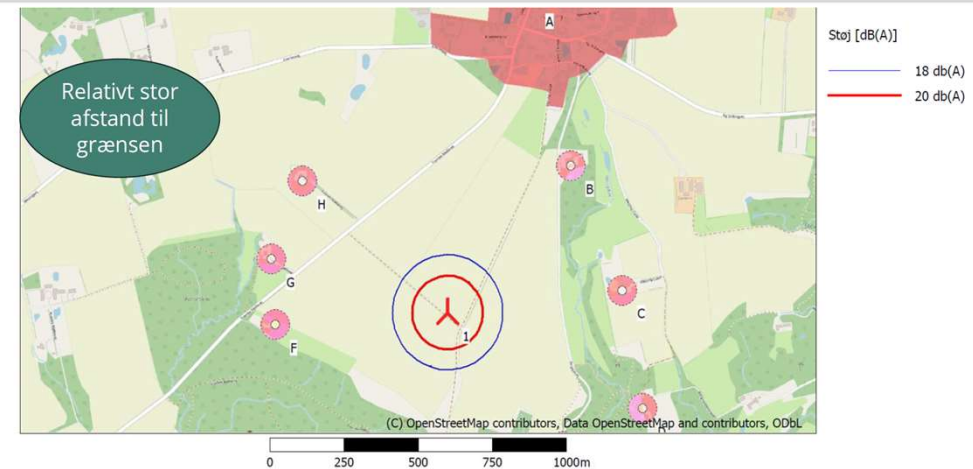 A
Støj [dB(A)]
18 db(A)
20 db(A)
Relativt stor
afstand til
grænsen
B
H
G
C
1
F
(C) OpenStreetMap contributors, Data OpenStreetMap and contributors, ODbL
0 250 500 750 1000m